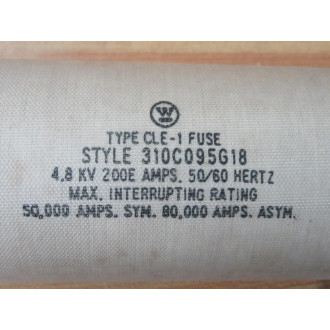 W
TYPE CLE-1 FUSE
STYLE 310C095G18
4.8 KV 200E AMPS. 50/60 HERTZ
MAX. INTERRUPTING RATING
50,000 AMPS. SYM. 80,000 AMPS. ASYM.